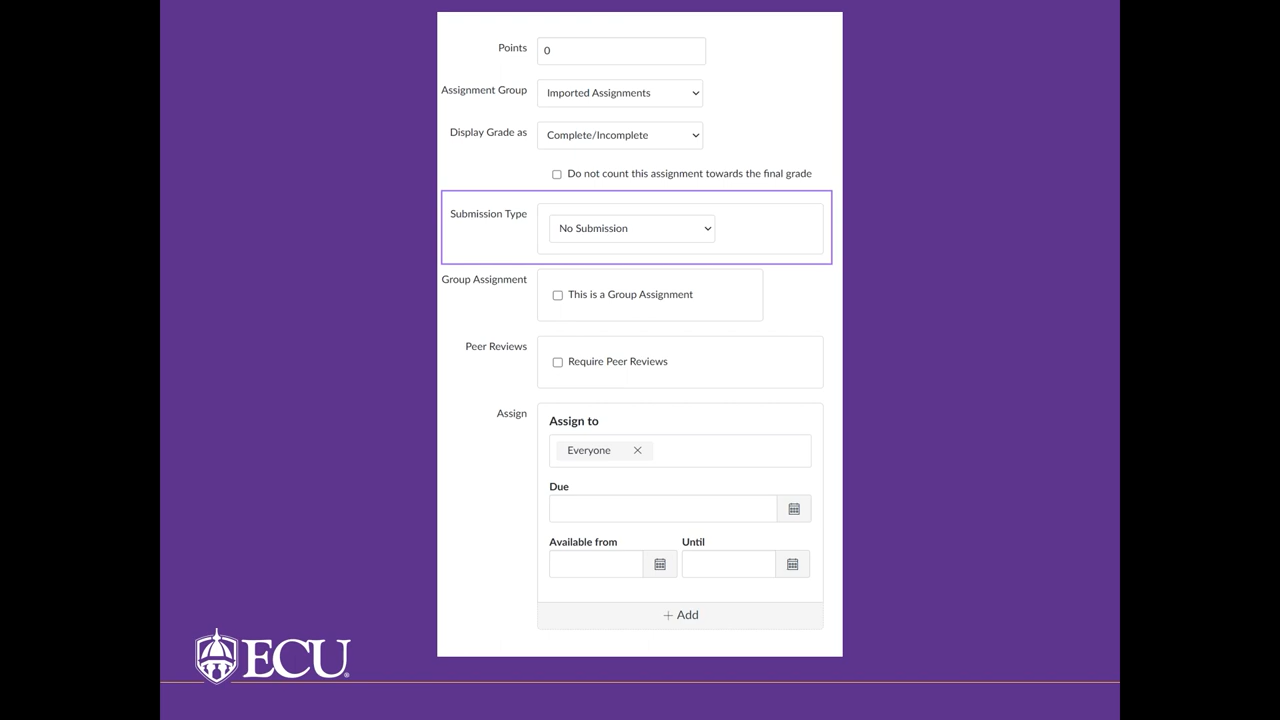 Points 0
Assignment Group Imported Assignments
Display Grade as Complete/Incomplete
Do not count this assignment towards the final grade
Submission Type No Submission
Group Assignment This is a Group Assignment
Peer Reviews Require Peer Reviews
Assign Assign to
Everyone
Due
Available from Until
+ Add
ECU